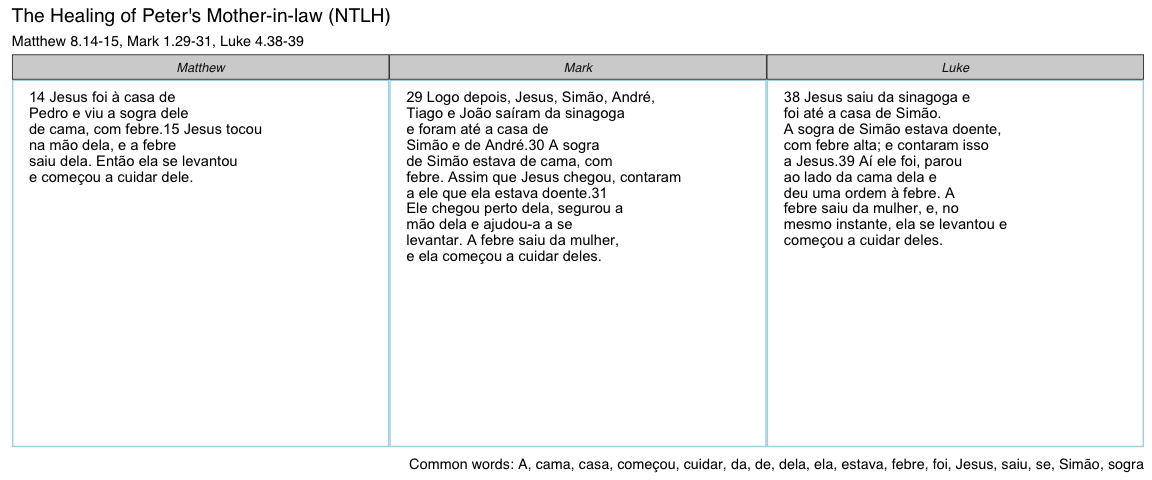 The Healing of Peter's Mother-in-law (NTLH)
Matthew 8.14-15, Mark 1.29-31, Luke 4.38-39
Matthew
14 Jesus foi à casa de
Pedro e viu a sogra dele
de cama, com febre.15 Jesus tocou
na mão dela, e a febre
saiu dela. Então ela se levantou
e começou a cuidar dele.
Mark
29 Logo depois, Jesus, Simão, André,
Tiago e João saíram da sinagoga
e foram até a casa de
Simão e de André.30 A sogra
de Simão estava de cama, com
febre. Assim que Jesus chegou, contaram
a ele que ela estava doente.31
Ele chegou perto dela, segurou a
mão dela e ajudou-a a se
levantar. A febre saiu da mulher,
e ela começou a cuidar deles.
Luke
38 Jesus saiu da sinagoga e
foi até a casa de Simão.
A sogra de Simão estava doente,
com febre alta; e contaram isso
a Jesus.39 Aí ele foi, parou
ao lado da cama dela e
deu uma ordem à febre. A
febre saiu da mulher, e, no
mesmo instante, ela se levantou e
começou a cuidar deles.
Common words: A, cama, casa, começou, cuidar, da, de, dela, ela, estava, febre, foi, Jesus, saiu, se, Simão, sogra